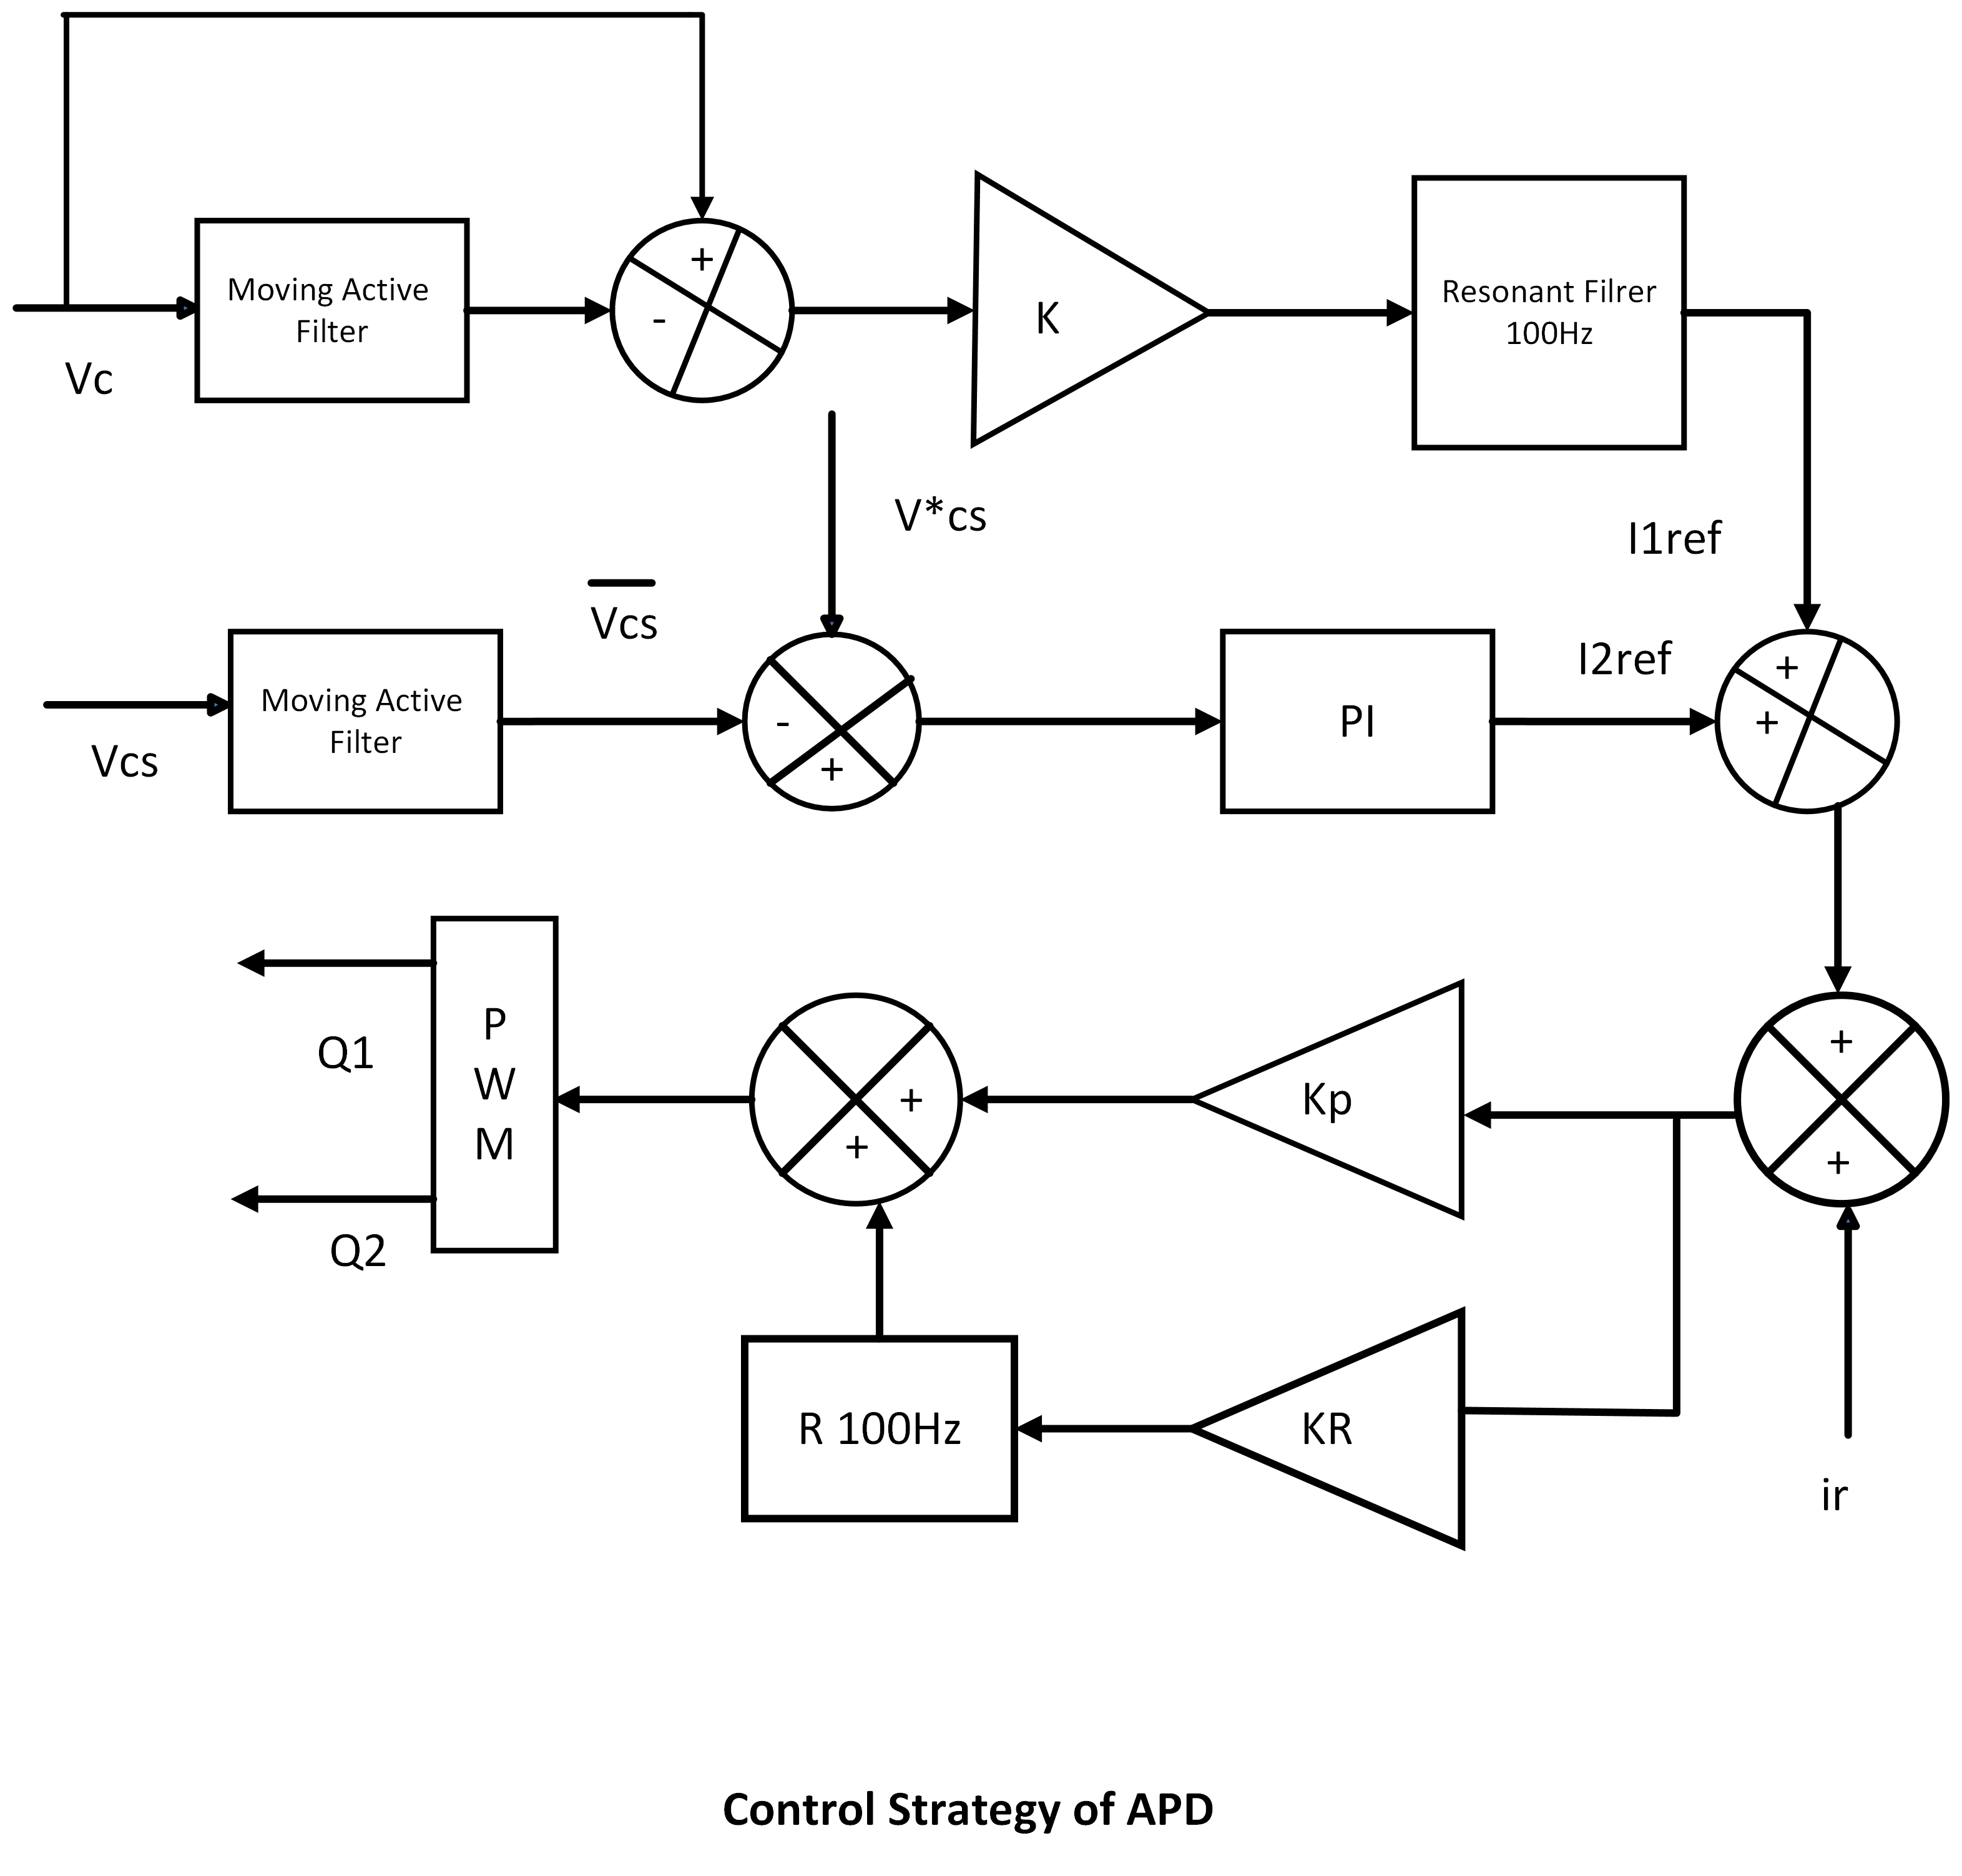 +
Moving Active
Filter
-
K
Resonant Filrer
100Hz
Vc
V*cs
I1ref
Vcs
I2ref
+
Moving Active
Filter
-
+
PI
+
Vcs
P
W
M
Q1
Q2
+
+
Kp
+
+
R 100Hz
KR
ir
Control Strategy of APD